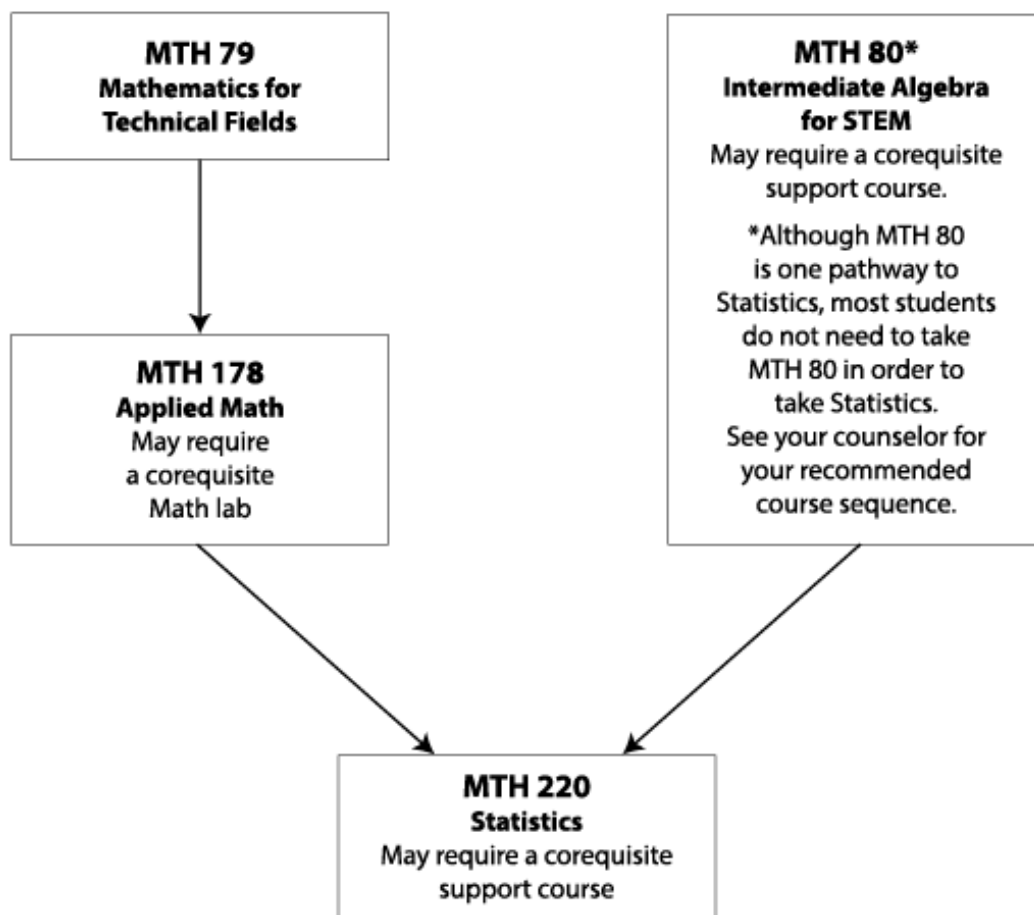 MTH 79
Mathematics for
Technical Fields
MTH 178
Applied Math
May require
a corequisite
Math lab
MTH 80*
Intermediate Algebra
for STEM
May require a corequisite
support course.
*Although MTH 80
is one pathway to
Statistics, most students
do not need to take
MTH 80 in order to
take Statistics.
See your counselor for
your recommended
course sequence.
MTH 220
Statistics
May require a corequisite
support course